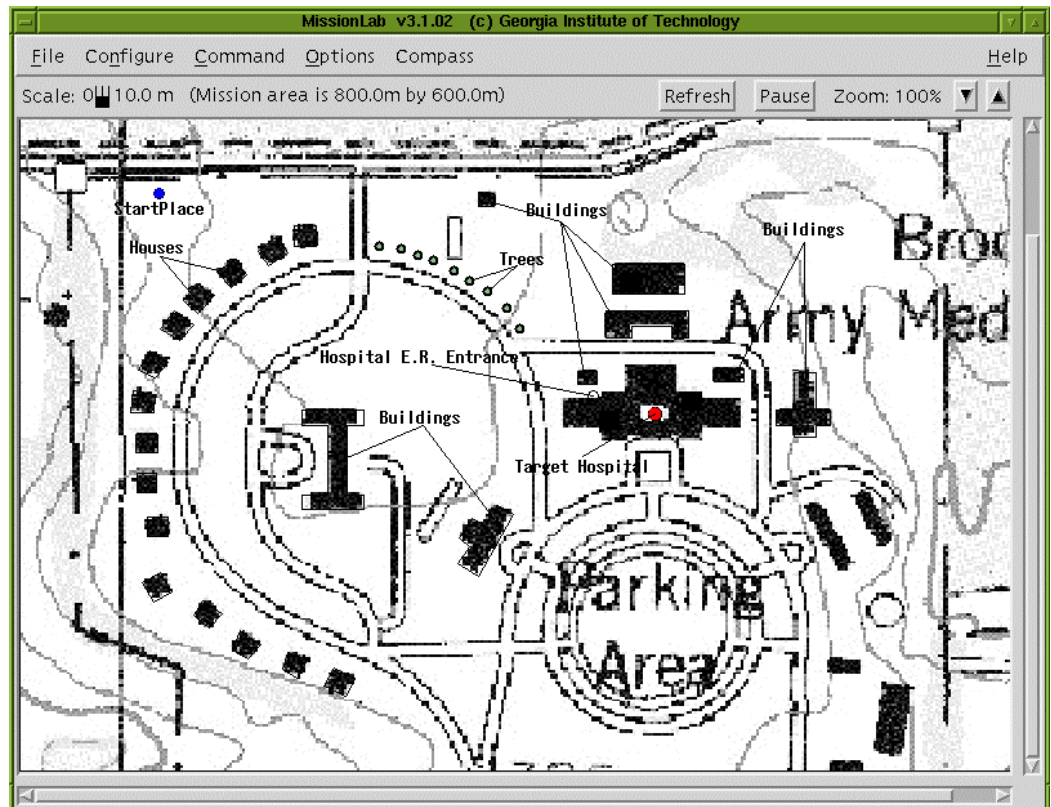 MissionLab v3.1.02 (c) Georgia Institute of Technology
File Configure Command Options Compass Help
Scale: 0 10.0 m (Mission area is 800.0m by 600.0m) Refresh Pause Zoom: 100%
StartPlace
Buildings
Buildings
Houses
Trees
Army Med
Hospital E.R. Entrance
Buildings
Target Hospital
Parking
Area